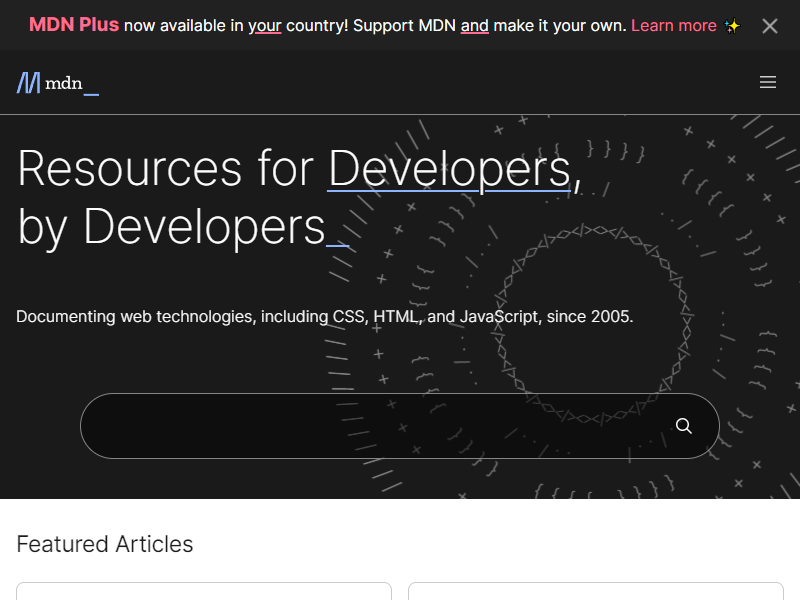 MDN Plus now available in your country! Support MDN and make it your own. Learn more ✨
mdn_
Resources for Developers,
by Developers_
Documenting web technologies, including CSS, HTML, and JavaScript, since 2005.
Featured Articles